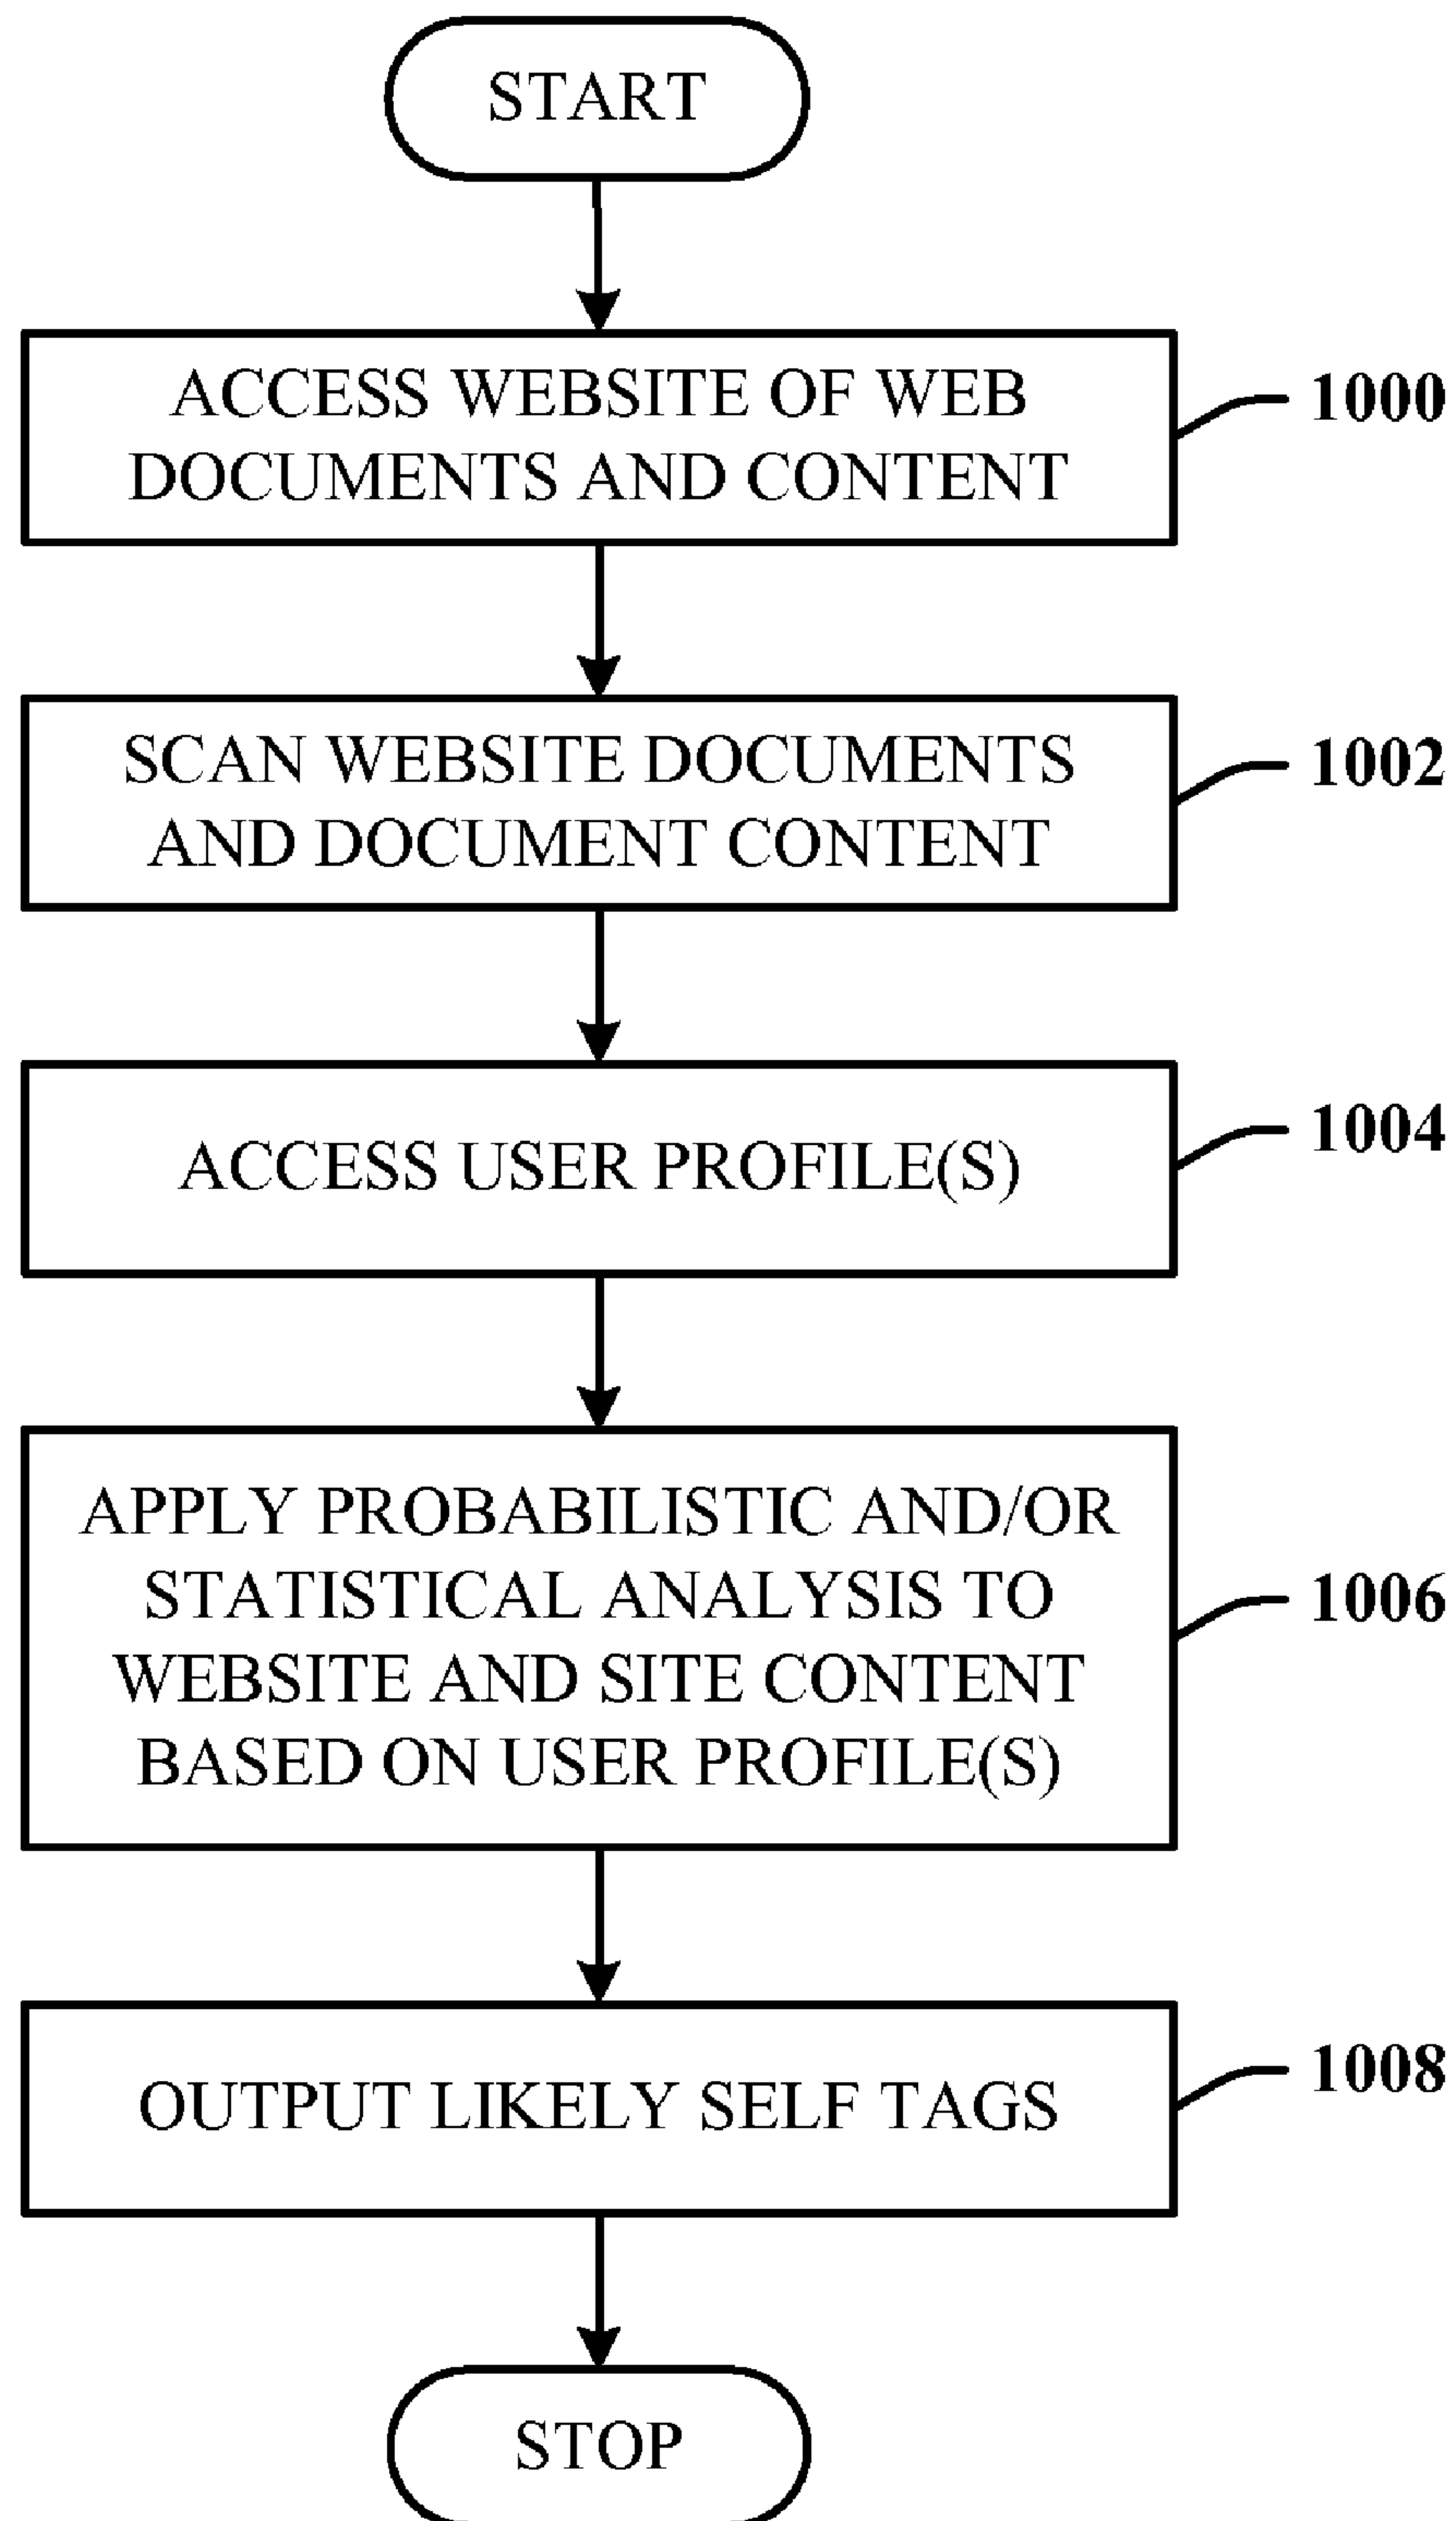 START
ACCESS WEBSITE OF WEB
DOCUMENTS AND CONTENT
1000
SCAN WEBSITE DOCUMENTS
AND DOCUMENT CONTENT
1002
ACCESS USER PROFILE(S)
1004
APPLY PROBABILISTIC AND/OR
STATISTICAL ANALYSIS TO
WEBSITE AND SITE CONTENT
BASED ON USER PROFILE(S)
1006
OUTPUT LIKELY SELF TAGS
1008
STOP